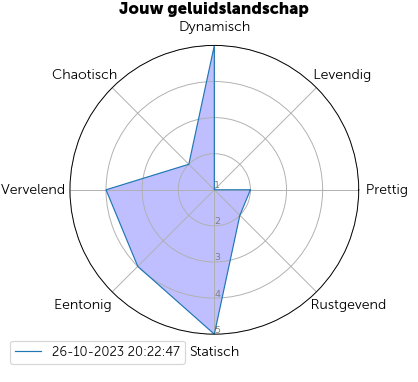 Jouw geluidslandschap
Dynamisch
Chaotisch
Levendig
Vervelend
1
Prettig
2
3
4
Eentonig
Rustgevend
5
26-10-2023 20:22:47
Statisch